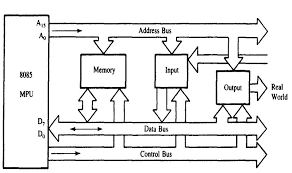 A15
Address Bus
A0
8085
MPU
Memory
Input
Output
Real
World
D7
D0
Data Bus
Control Bus